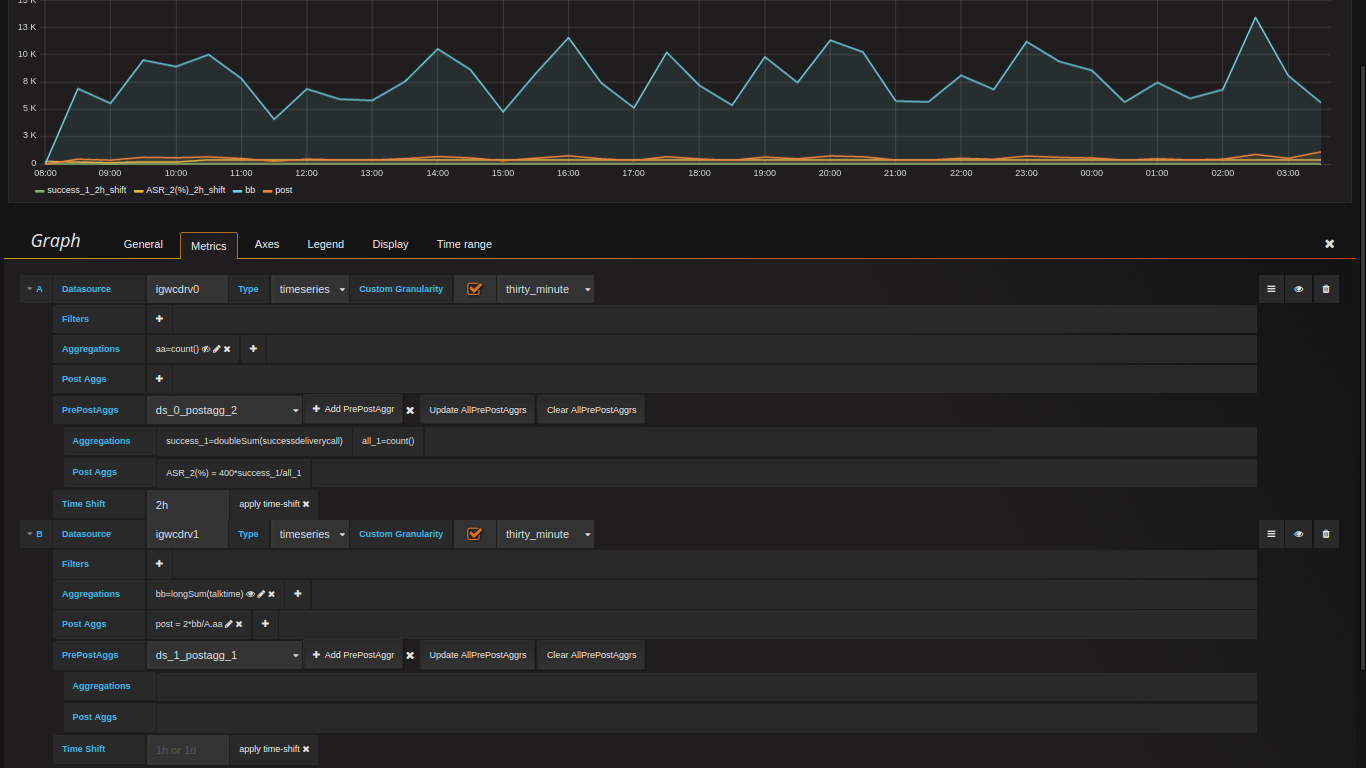 15 K
13 K
10 K
8 K
5 K
3 K
0
08:00 09:00 10:00 11:00 12:00 13:00 14:00 15:00 16:00 17:00 18:00 19:00 20:00 21:00 22:00 23:00 00:00 01:00 02:00 03:00
success_1_2h_shift ASR_2(%)_2h_shift bb post
Graph General Metrics Axes Legend Display Time range
A Datasource igwcdrv0 Type timeseries Custom Granularity thirty_minute
Filters
Aggregations aa=count()
Post Aggs
PrePostAggs ds_0_postagg_2 Add PrePostAggr Update AllPrePostAggrs Clear AllPrePostAggrs
Aggregations success_1=doubleSum(successdeliverycall) all_1=count()
Post Aggs ASR_2(%) = 400*success_1/all_1
Time Shift 2h apply time-shift
B Datasource igwcdrv1 Type timeseries Custom Granularity thirty_minute
Filters
Aggregations bb=longSum(talktime)
Post Aggs post = 2*bb/A.aa
PrePostAggs ds_1_postagg_1 Add PrePostAggr Update AllPrePostAggrs Clear AllPrePostAggrs
Aggregations
Post Aggs
Time Shift 1h or 1d apply time-shift